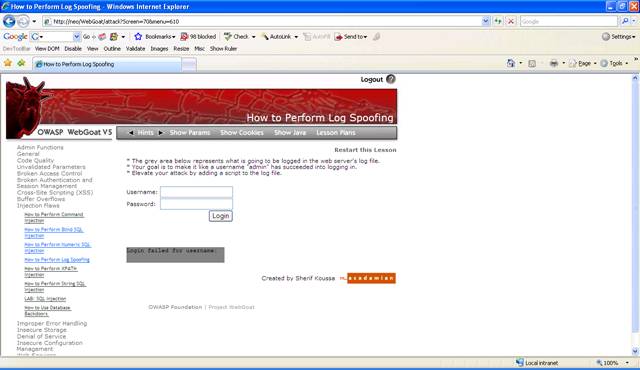 How to Perform Log Spoofing - Windows Internet Explorer
http://neo/WebGoat/attack?Screen=70&menu=610
Google
Google
G
Go
Bookmarks
98 blocked
Check
AutoLink
AutoFill
Send to
Settings
DevToolBar View DOM Disable View Outline Validate Images Resize Misc Show Ruler
How to Perform Log Spoofing
Page
Tools
Logout ?
How to Perform Log Spoofing
OWASP WebGoat V5
Hints
Show Params
Show Cookies
Show Java
Lesson Plans
Restart this Lesson
Admin Functions
General
Code Quality
Unvalidated Parameters
Broken Access Control
Broken Authentication and
Session Management
Cross-Site Scripting (XSS)
Buffer Overflows
Injection Flaws
How to Perform Command
Injection
How to Perform Blind SQL
Injection
How to Perform Numeric SQL
Injection
How to Perform Log Spoofing
How to Perform XPATH
Injection
How to Perform String SQL
Injection
LAB: SQL Injection
How to Use Database
Backdoors
Improper Error Handling
Insecure Storage
Denial of Service
Insecure Configuration
Management
Web Services
* The grey area below represents what is going to be logged in the web server's log file.
* Your goal is to make it like a username "admin" has succeeded into logging in.
* Elevate your attack by adding a script to the log file.
Username:
Password:
Login
Login failed for username:
Created by Sherif Koussa
macadamian
OWASP Foundation | Project WebGoat
Local intranet
100%